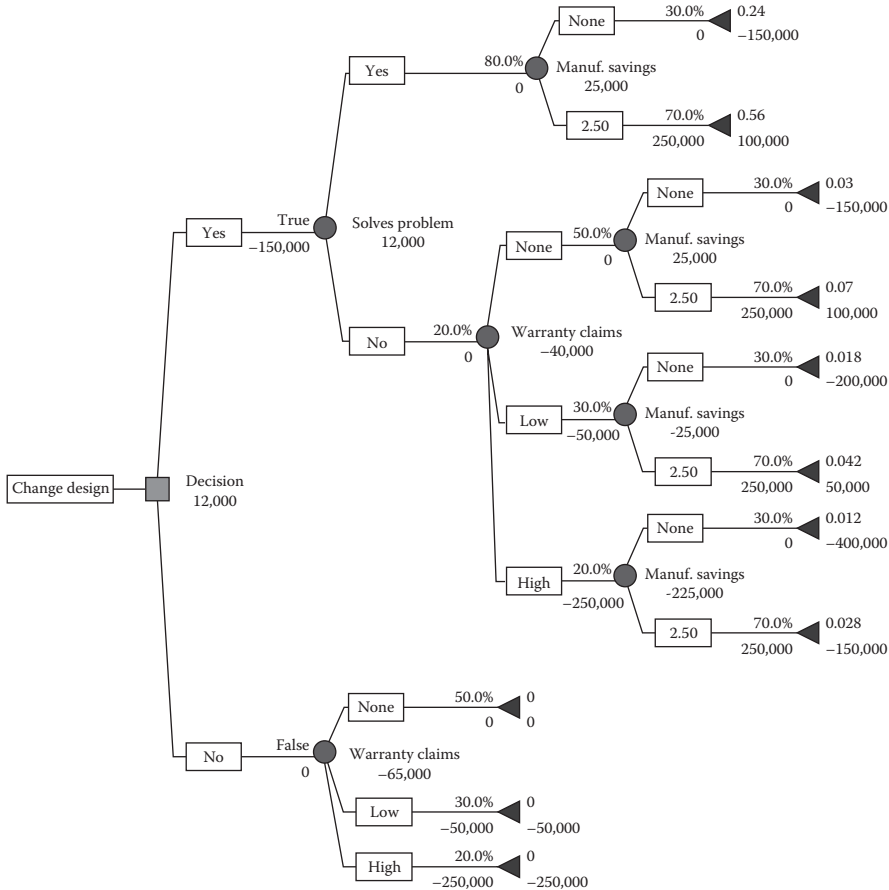 None
30.0%
0.24
0
−150,000
Yes
80.0%
0
Manuf. savings
25,000
2.50
70.0%
0.56
250,000
100,000
Yes
True
−150,000
Solves problem
12,000
None
30.0%
0.03
0
−150,000
None
50.0%
0
Manuf. savings
25,000
2.50
70.0%
0.07
250,000
100,000
No
20.0%
0
Warranty claims
−40,000
None
30.0%
0.018
0
−200,000
Low
30.0%
−50,000
Manuf. savings
-25,000
2.50
70.0%
0.042
250,000
50,000
Change design
Decision
12,000
None
30.0%
0.012
0
−400,000
High
20.0%
−250,000
Manuf. savings
-225,000
2.50
70.0%
0.028
250,000
−150,000
None
50.0%
0
0
0
No
False
0
Warranty claims
−65,000
Low
30.0%
0
−50,000
−50,000
High
20.0%
0
−250,000
−250,000